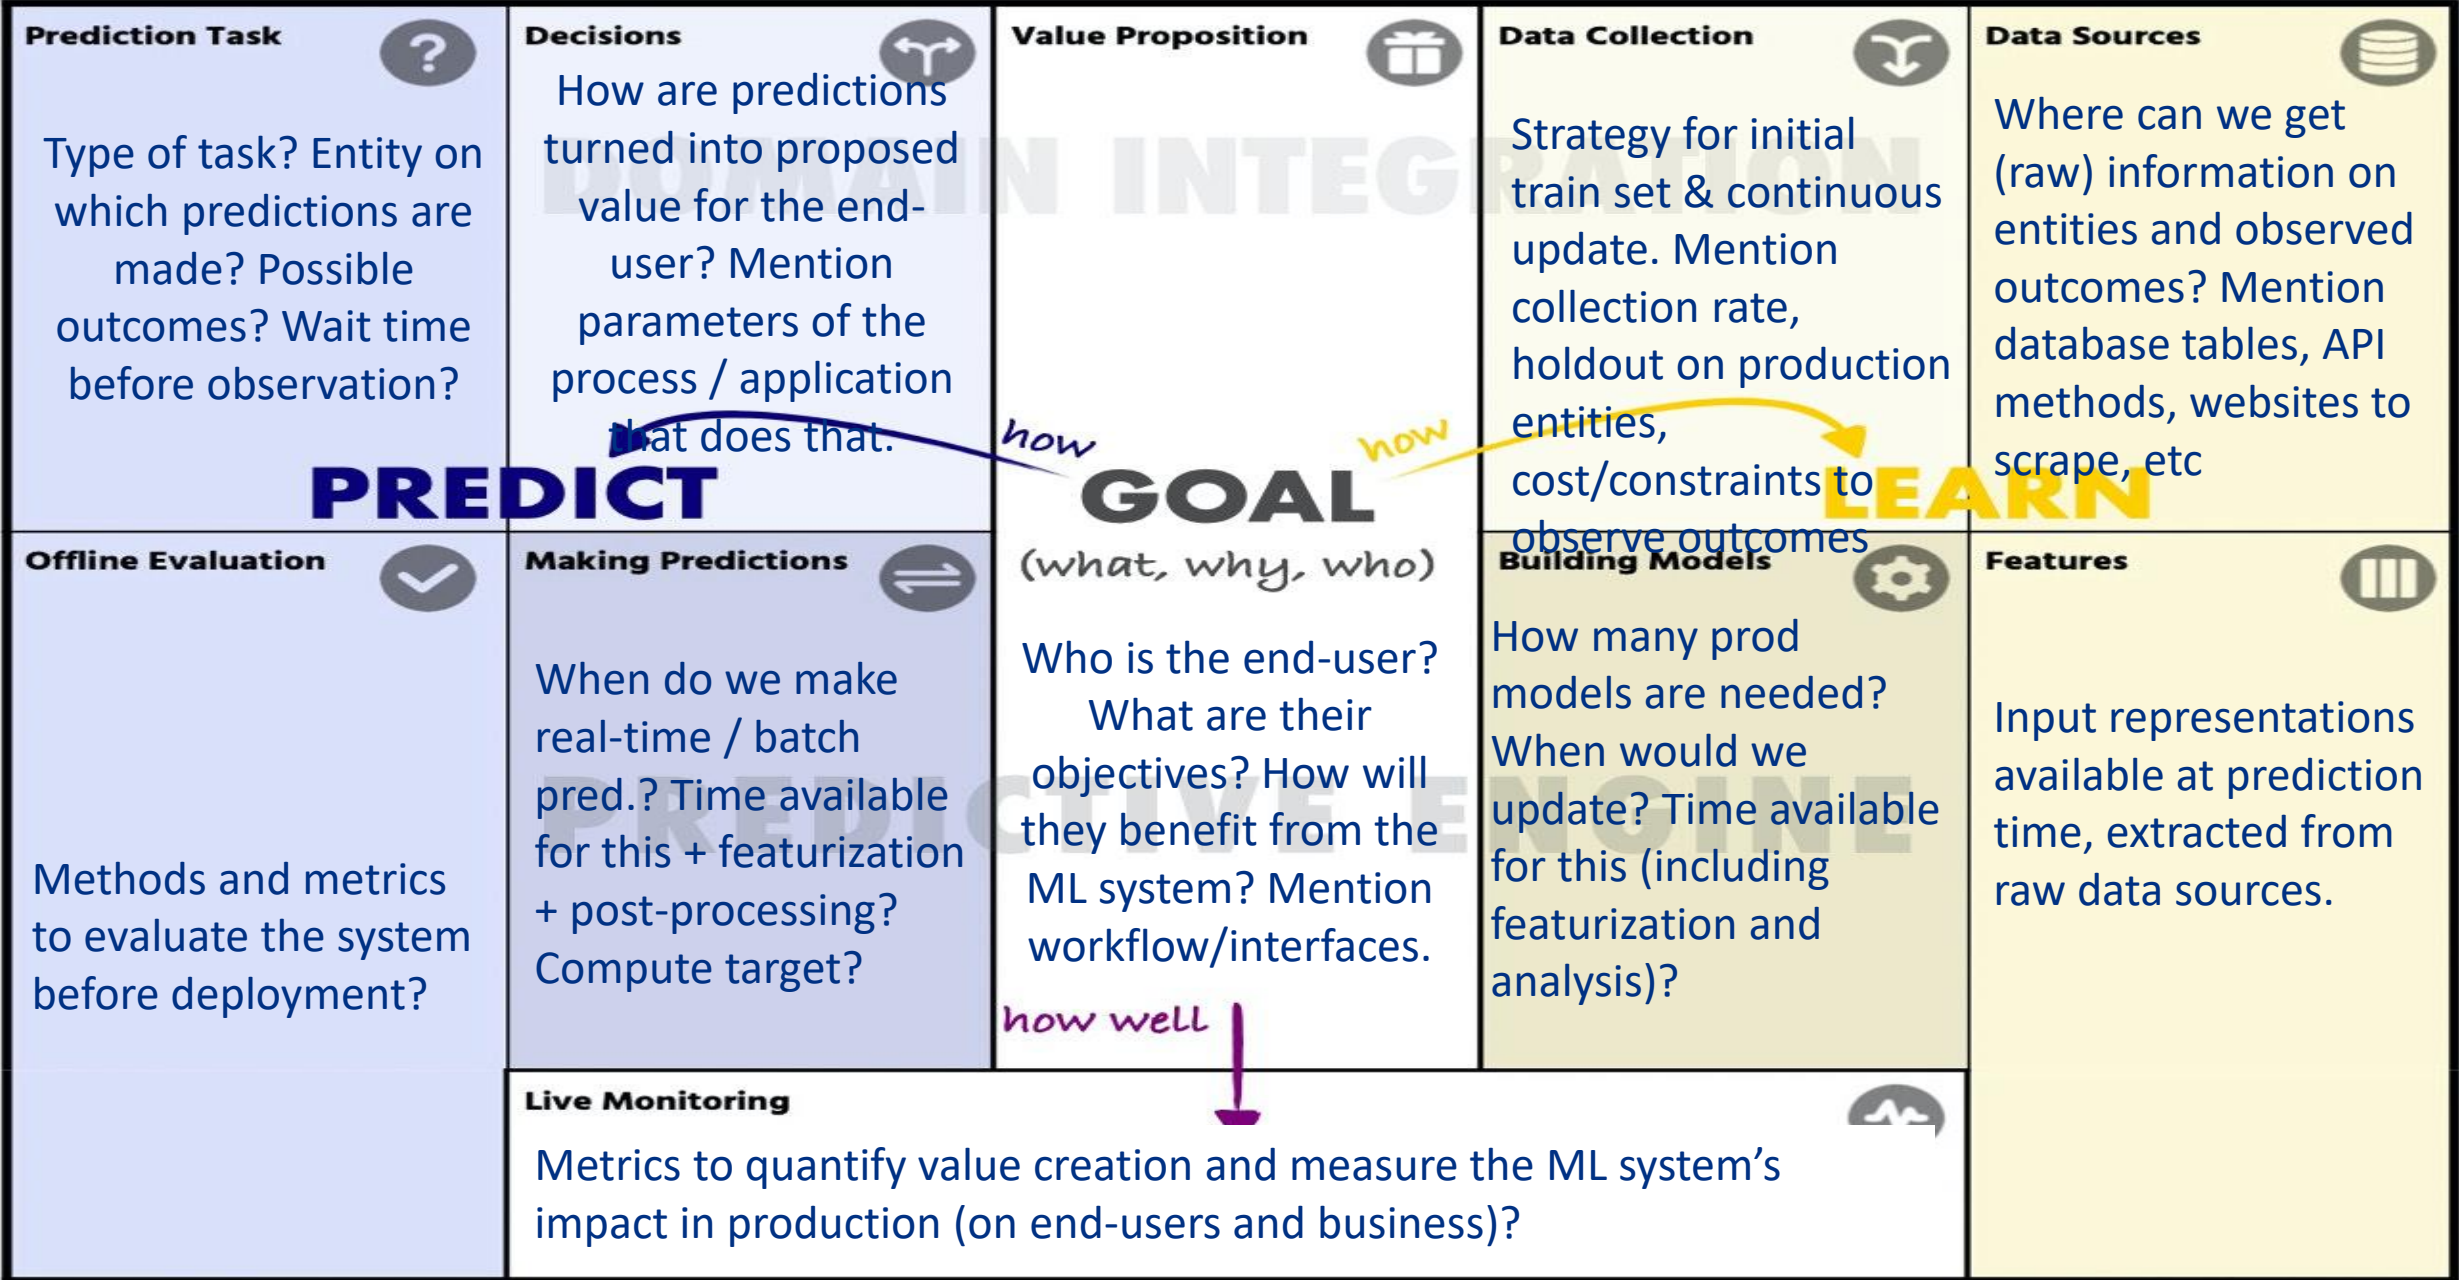 Prediction Task
Type of task? Entity on
which predictions are
made? Possible
outcomes? Wait time
before observation?
Decisions
How are predictions
turned into proposed
value for the end-
user? Mention
parameters of the
process / application
that does that.
Value Proposition
Data Collection
Strategy for initial
train set & continuous
update. Mention
collection rate,
holdout on production
entities,
cost/constraints to
observe outcomes
Data Sources
Where can we get
(raw) information on
entities and observed
outcomes? Mention
database tables, API
methods, websites to
scrape, etc
DOMAIN INTEGRATION
PREDICT
how
GOAL
how
LEARN
(what, why, who)
Who is the end-user?
What are their
objectives? How will
they benefit from the
ML system? Mention
workflow/interfaces.
how well
Offline Evaluation
Methods and metrics
to evaluate the system
before deployment?
Making Predictions
When do we make
real-time / batch
pred.? Time available
for this + featurization
+ post-processing?
Compute target?
Building Models
How many prod
models are needed?
When would we
update? Time available
for this (including
featurization and
analysis)?
Features
Input representations
available at prediction
time, extracted from
raw data sources.
PREDICTIVE ENGINE
Live Monitoring
Metrics to quantify value creation and measure the ML system’s
impact in production (on end-users and business)?